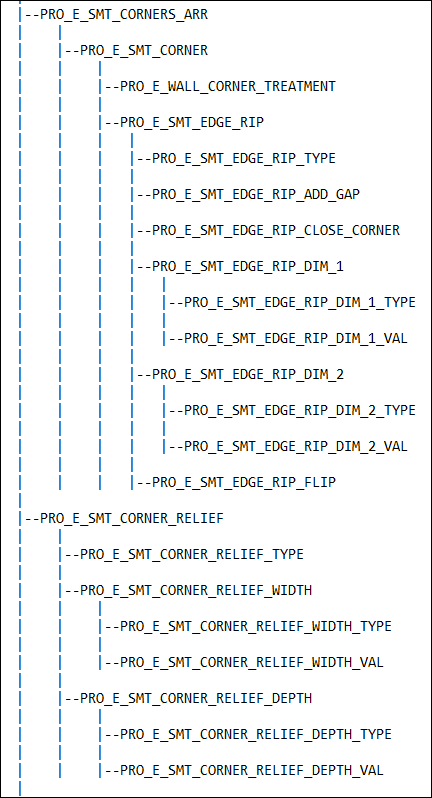 |--PRO_E_SMT_CORNERS_ARR
|--PRO_E_SMT_CORNER
|--PRO_E_WALL_CORNER_TREATMENT
|--PRO_E_SMT_EDGE_RIP
|--PRO_E_SMT_EDGE_RIP_TYPE
|--PRO_E_SMT_EDGE_RIP_ADD_GAP
|--PRO_E_SMT_EDGE_RIP_CLOSE_CORNER
|--PRO_E_SMT_EDGE_RIP_DIM_1
|--PRO_E_SMT_EDGE_RIP_DIM_1_TYPE
|--PRO_E_SMT_EDGE_RIP_DIM_1_VAL
|--PRO_E_SMT_EDGE_RIP_DIM_2
|--PRO_E_SMT_EDGE_RIP_DIM_2_TYPE
|--PRO_E_SMT_EDGE_RIP_DIM_2_VAL
|--PRO_E_SMT_EDGE_RIP_FLIP
|--PRO_E_SMT_CORNER_RELIEF
|--PRO_E_SMT_CORNER_RELIEF_TYPE
|--PRO_E_SMT_CORNER_RELIEF_WIDTH
|--PRO_E_SMT_CORNER_RELIEF_WIDTH_TYPE
|--PRO_E_SMT_CORNER_RELIEF_WIDTH_VAL
|--PRO_E_SMT_CORNER_RELIEF_DEPTH
|--PRO_E_SMT_CORNER_RELIEF_DEPTH_TYPE
|--PRO_E_SMT_CORNER_RELIEF_DEPTH_VAL